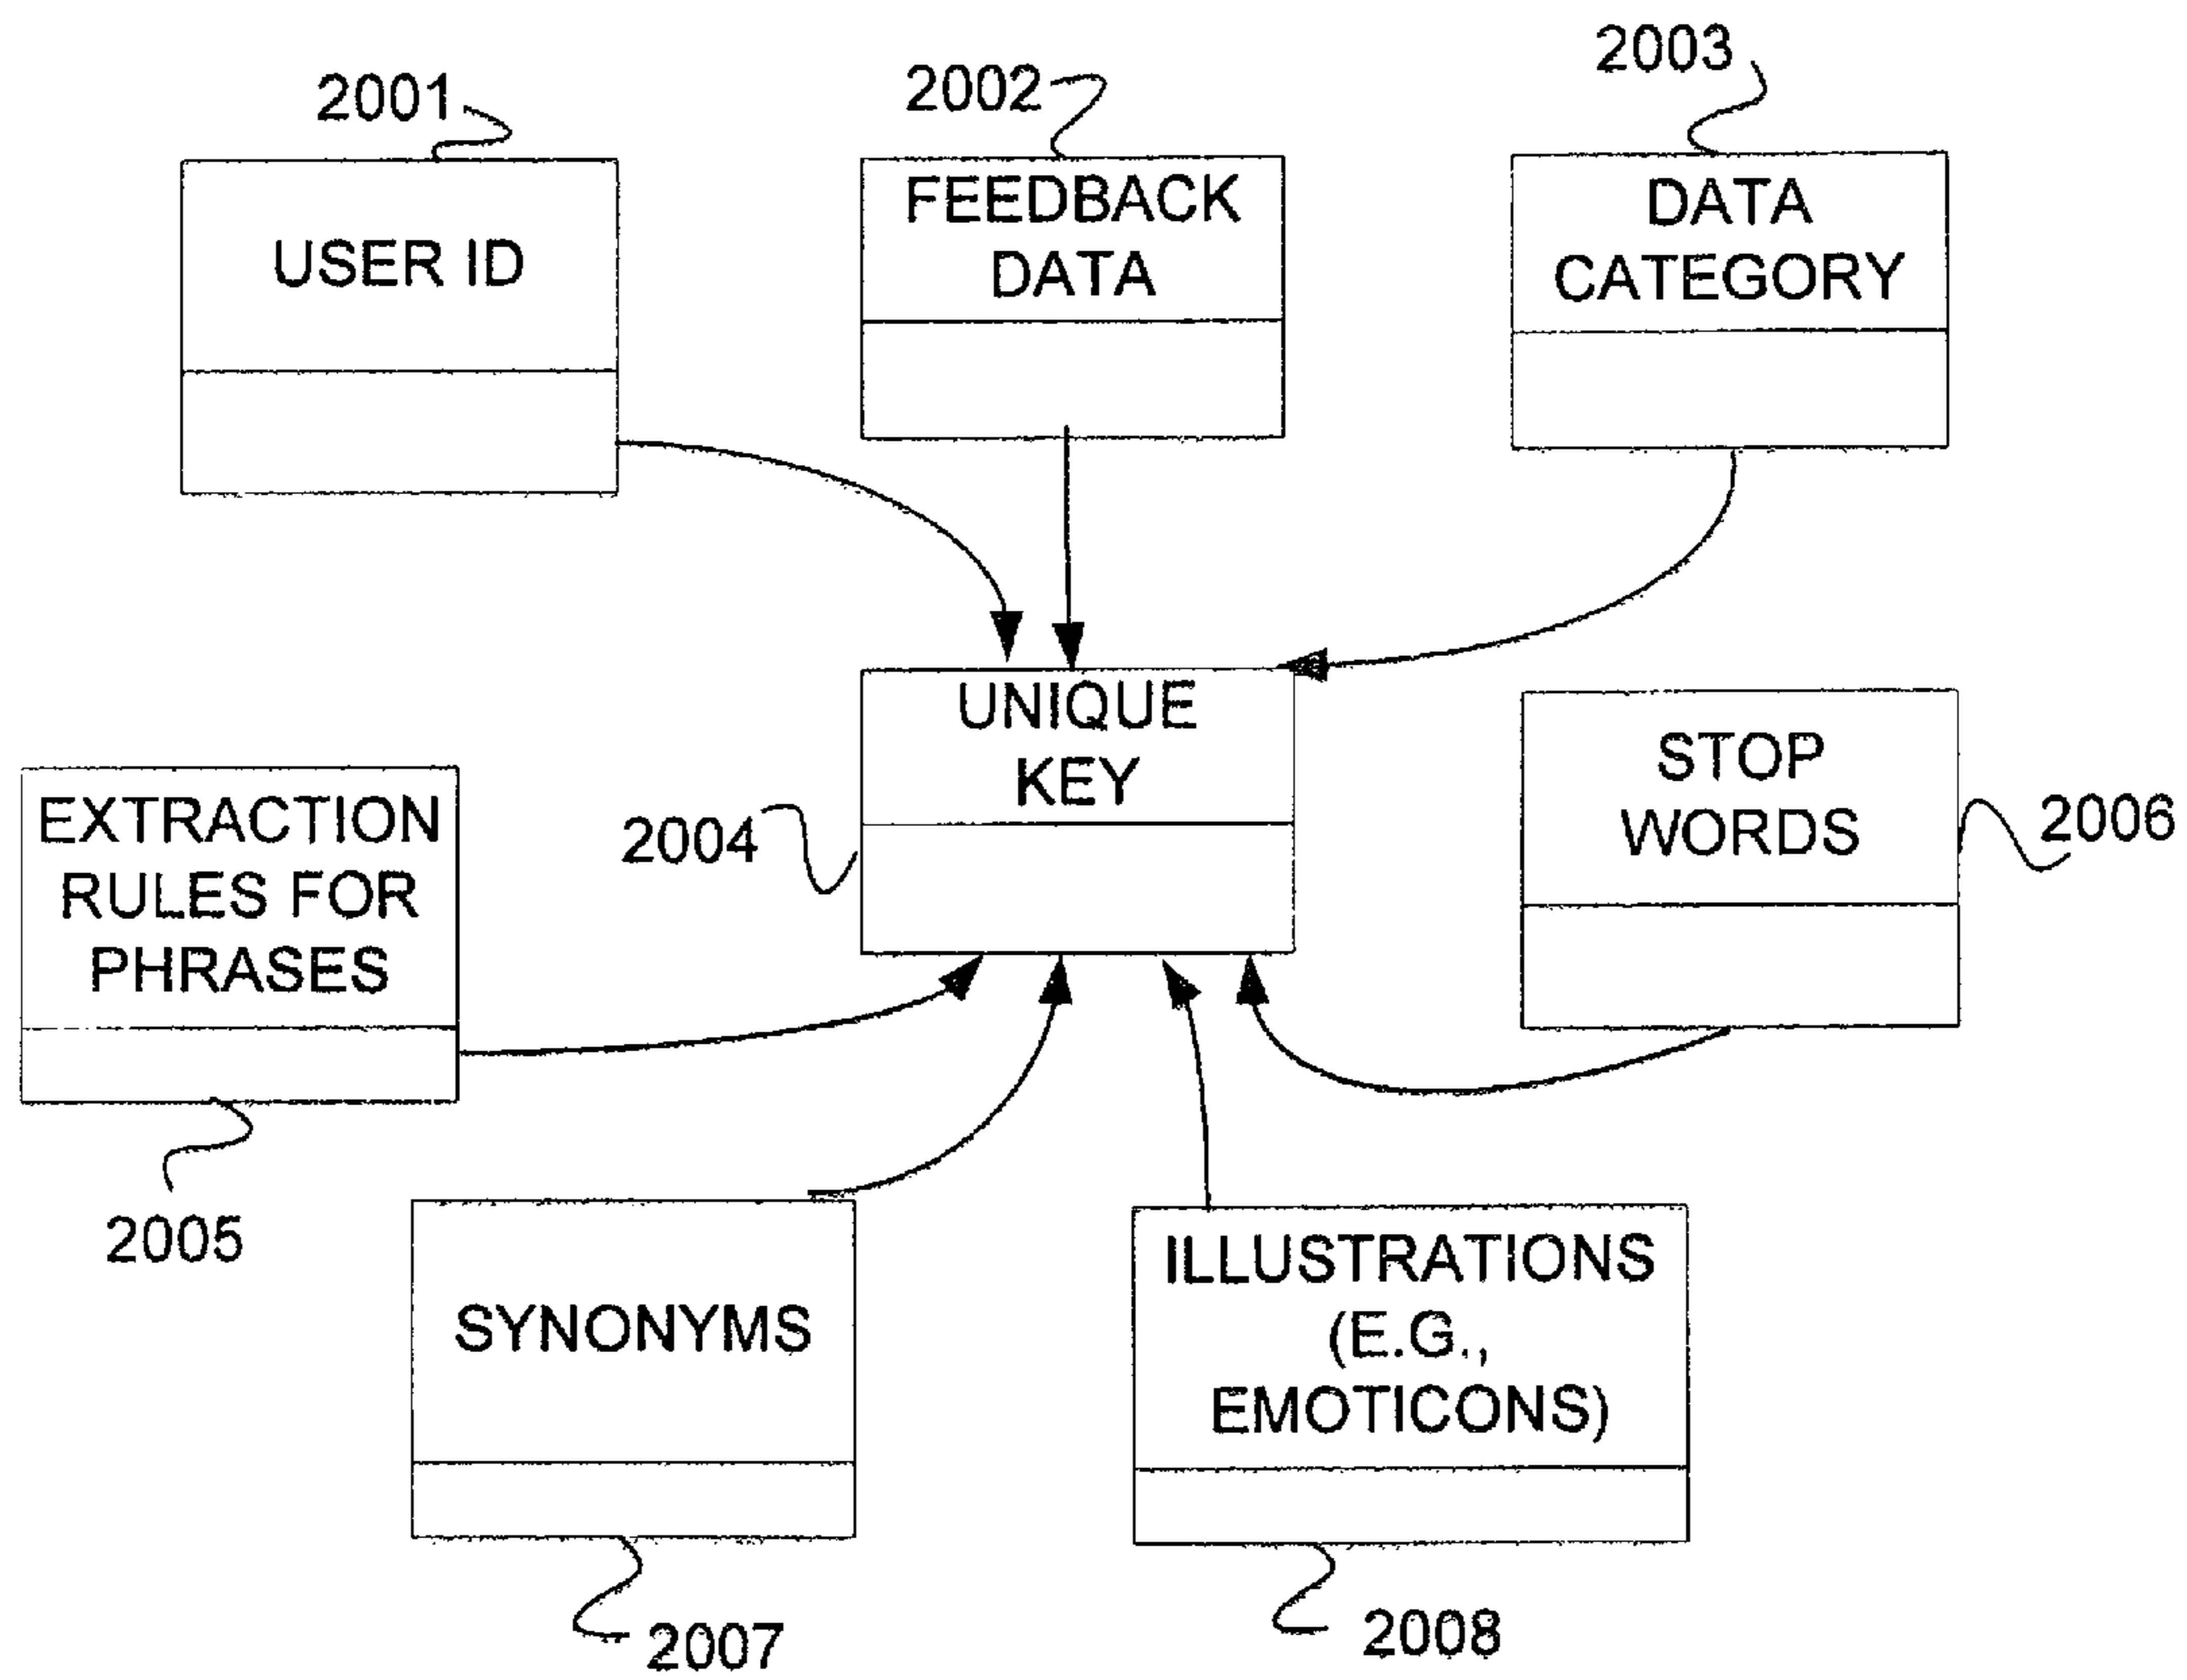 2001
2002
2003
USER ID
FEEDBACK
DATA
DATA
CATEGORY
UNIQUE
KEY
2004
STOP
WORDS
2006
EXTRACTION
RULES FOR
PHRASES
2005
SYNONYMS
2007
ILLUSTRATIONS
(E.G.,
EMOTICONS)
2008